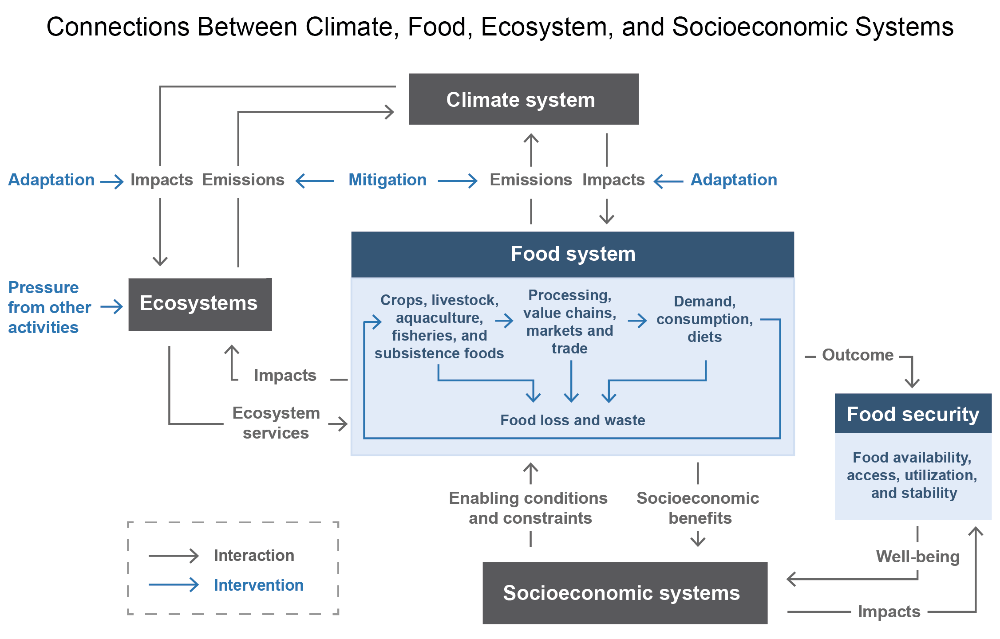 Connections Between Climate, Food, Ecosystem, and Socioeconomic Systems
Climate system
Adaptation
Impacts
Emissions
Mitigation
Emissions
Impacts
Adaptation
Food system
Pressure
from other
activities
Ecosystems
Crops, livestock,
aquaculture,
fisheries, and
subsistence foods
Processing,
value chains,
markets and
trade
Demand,
consumption,
diets
Outcome
Impacts
Ecosystem
services
Food loss and waste
Food security
Food availability,
access, utilization,
and stability
Enabling conditions
and constraints
Socioeconomic
benefits
Interaction
Intervention
Well-being
Socioeconomic systems
Impacts